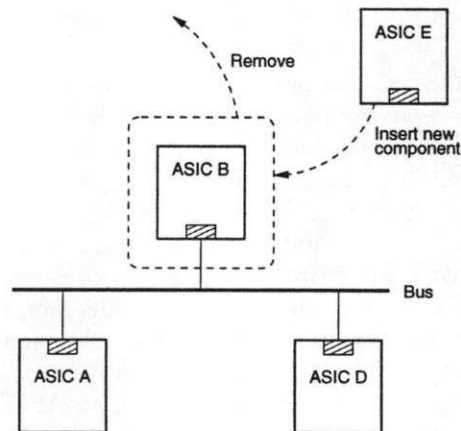 ASIC E
Remove
Insert new
component
ASIC B
Bus
ASIC A
ASIC D